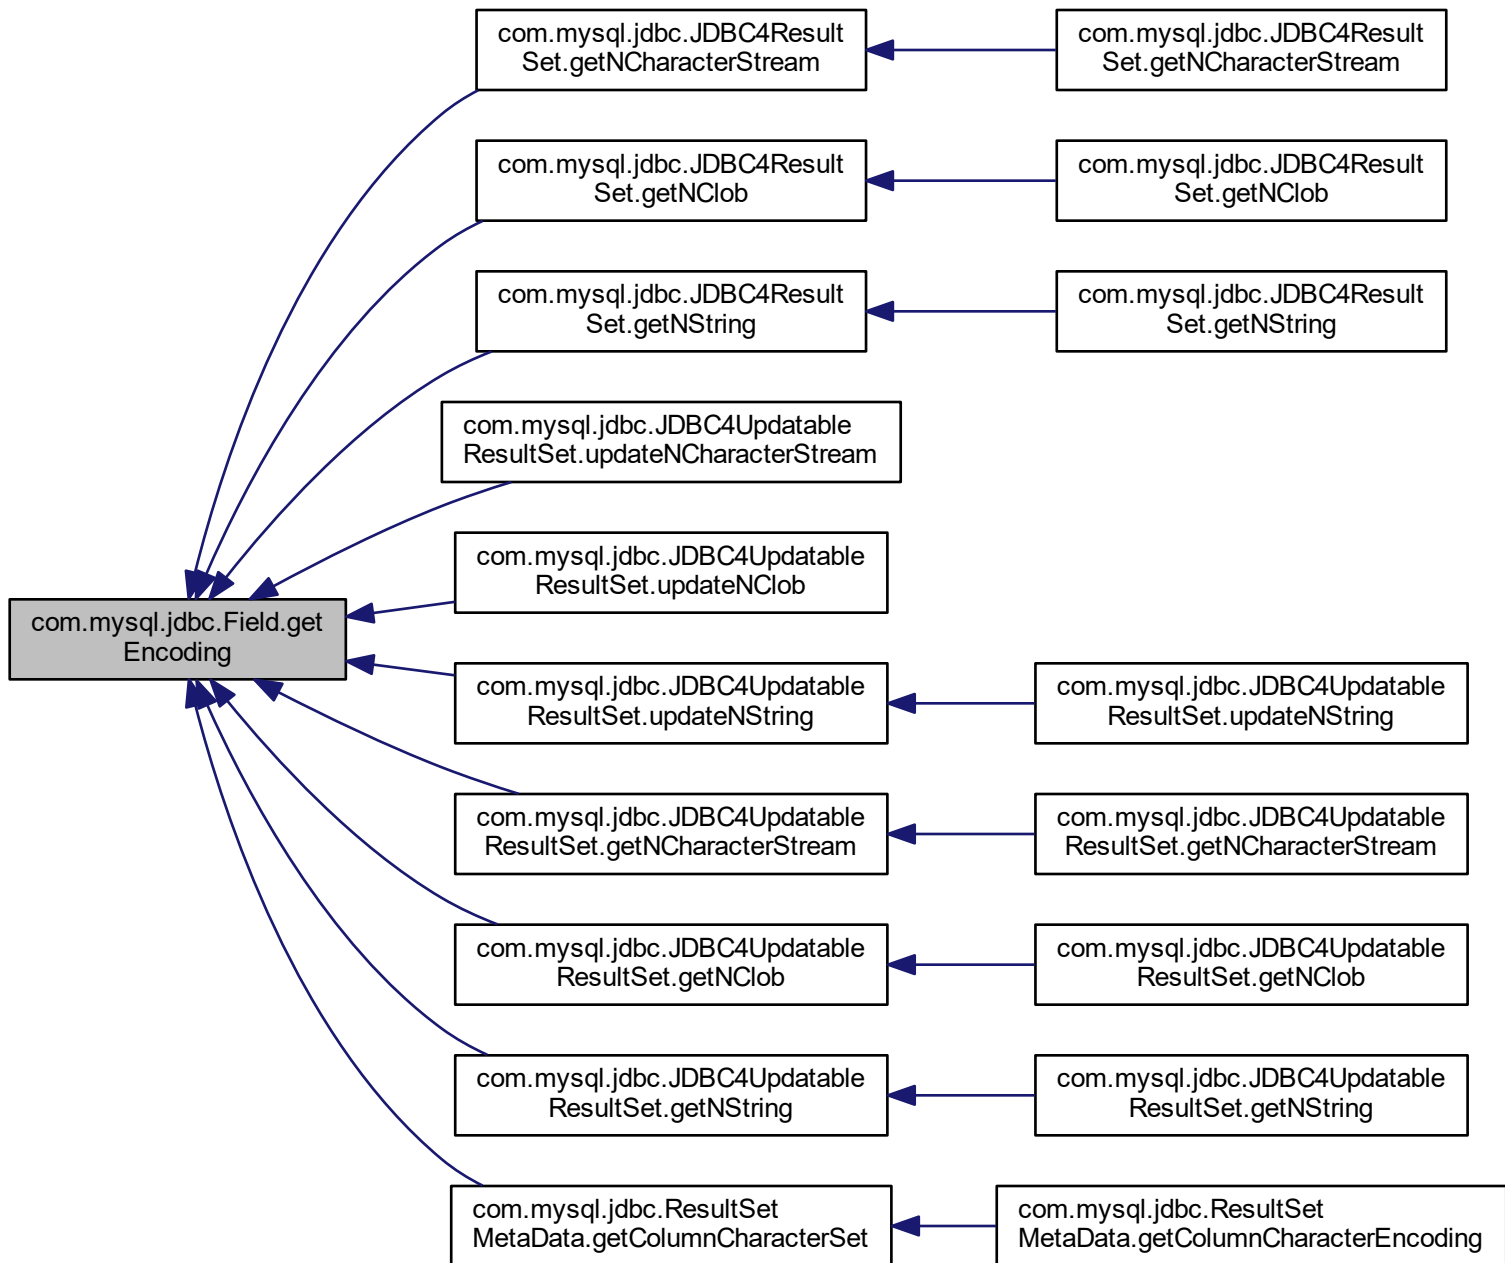 com.mysql.jdbc.JDBC4Result
Set.getNCharacterStream
com.mysql.jdbc.JDBC4Result
Set.getNCharacterStream
com.mysql.jdbc.JDBC4Result
Set.getNClob
com.mysql.jdbc.JDBC4Result
Set.getNClob
com.mysql.jdbc.JDBC4Result
Set.getNString
com.mysql.jdbc.JDBC4Result
Set.getNString
com.mysql.jdbc.JDBC4Updatable
ResultSet.updateNCharacterStream
com.mysql.jdbc.JDBC4Updatable
ResultSet.updateNClob
com.mysql.jdbc.Field.get
Encoding
com.mysql.jdbc.JDBC4Updatable
ResultSet.updateNString
com.mysql.jdbc.JDBC4Updatable
ResultSet.updateNString
com.mysql.jdbc.JDBC4Updatable
ResultSet.getNCharacterStream
com.mysql.jdbc.JDBC4Updatable
ResultSet.getNCharacterStream
com.mysql.jdbc.JDBC4Updatable
ResultSet.getNClob
com.mysql.jdbc.JDBC4Updatable
ResultSet.getNClob
com.mysql.jdbc.JDBC4Updatable
ResultSet.getNString
com.mysql.jdbc.JDBC4Updatable
ResultSet.getNString
com.mysql.jdbc.ResultSet
MetaData.getColumnCharacterSet
com.mysql.jdbc.ResultSet
MetaData.getColumnCharacterEncoding